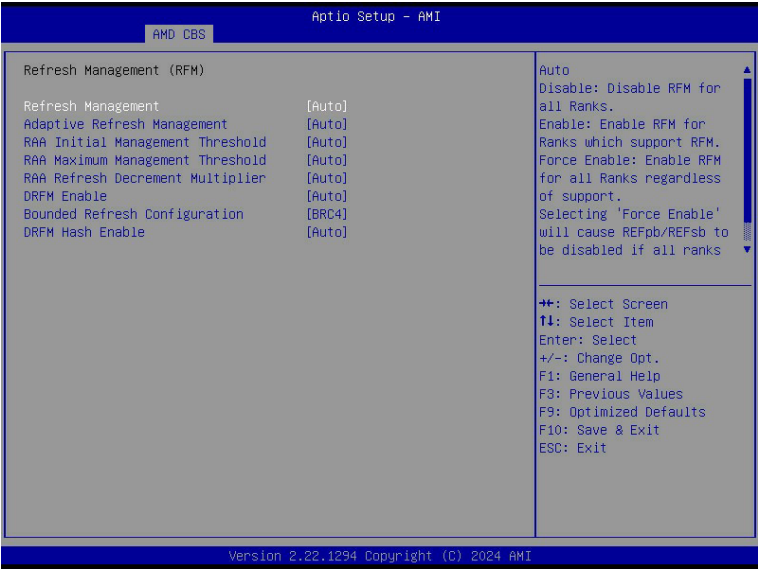 Aptio Setup - AMI
AMD CBS
Refresh Management (RFM)
Refresh Management [Auto]
Adaptive Refresh Management [Auto]
RAA Initial Management Threshold [Auto]
RAA Maximum Management Threshold [Auto]
RAA Refresh Decrement Multiplier [Auto]
DRFM Enable [Auto]
Bounded Refresh Configuration [BRC4]
DRFM Hash Enable [Auto]
Auto
Disable: Disable RFM for
all Ranks.
Enable: Enable RFM for
Ranks which support RFM.
Force Enable: Enable RFM
for all Ranks regardless
of support.
Selecting 'Force Enable'
will cause REFpb/REFsb to
be disabled if all ranks
→←: Select Screen
↑↓: Select Item
Enter: Select
+/-: Change Opt.
F1: General Help
F3: Previous Values
F9: Optimized Defaults
F10: Save & Exit
ESC: Exit
Version 2.22.1294 Copyright (C) 2024 AMI